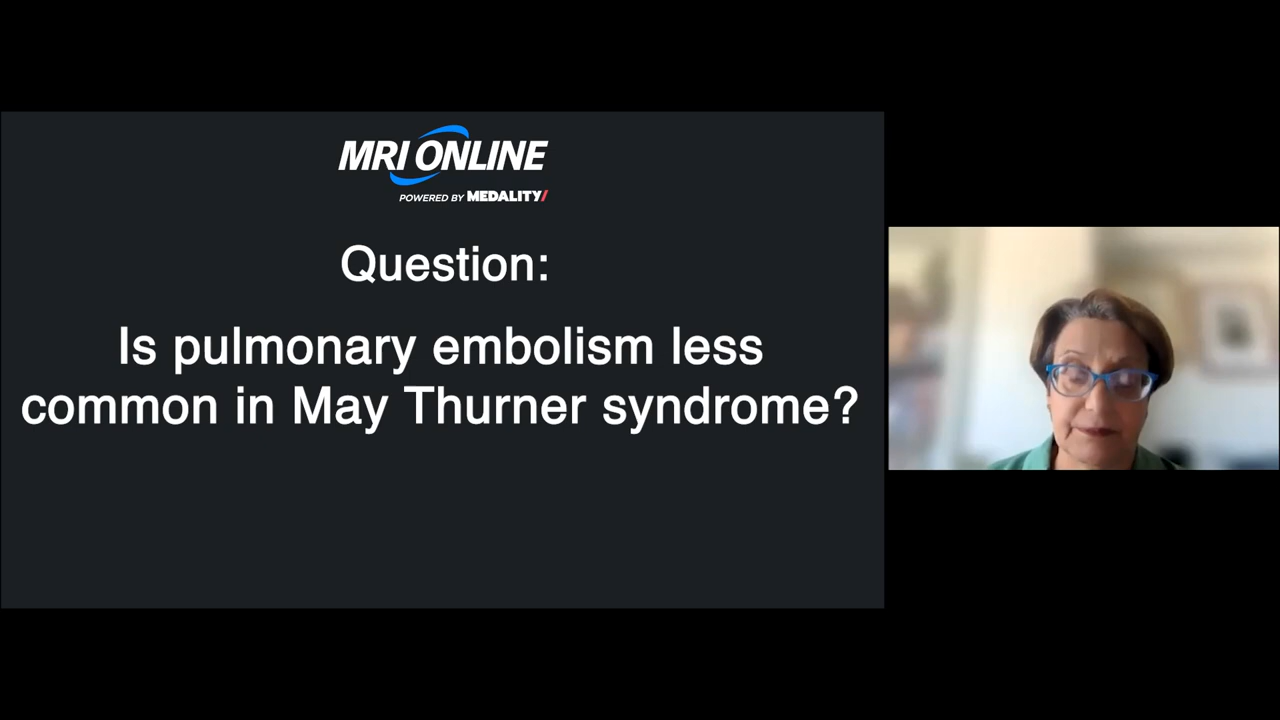 MRI ONLINE
POWERED BY MEDALITY/
Question:
Is pulmonary embolism less
common in May Thurner syndrome?